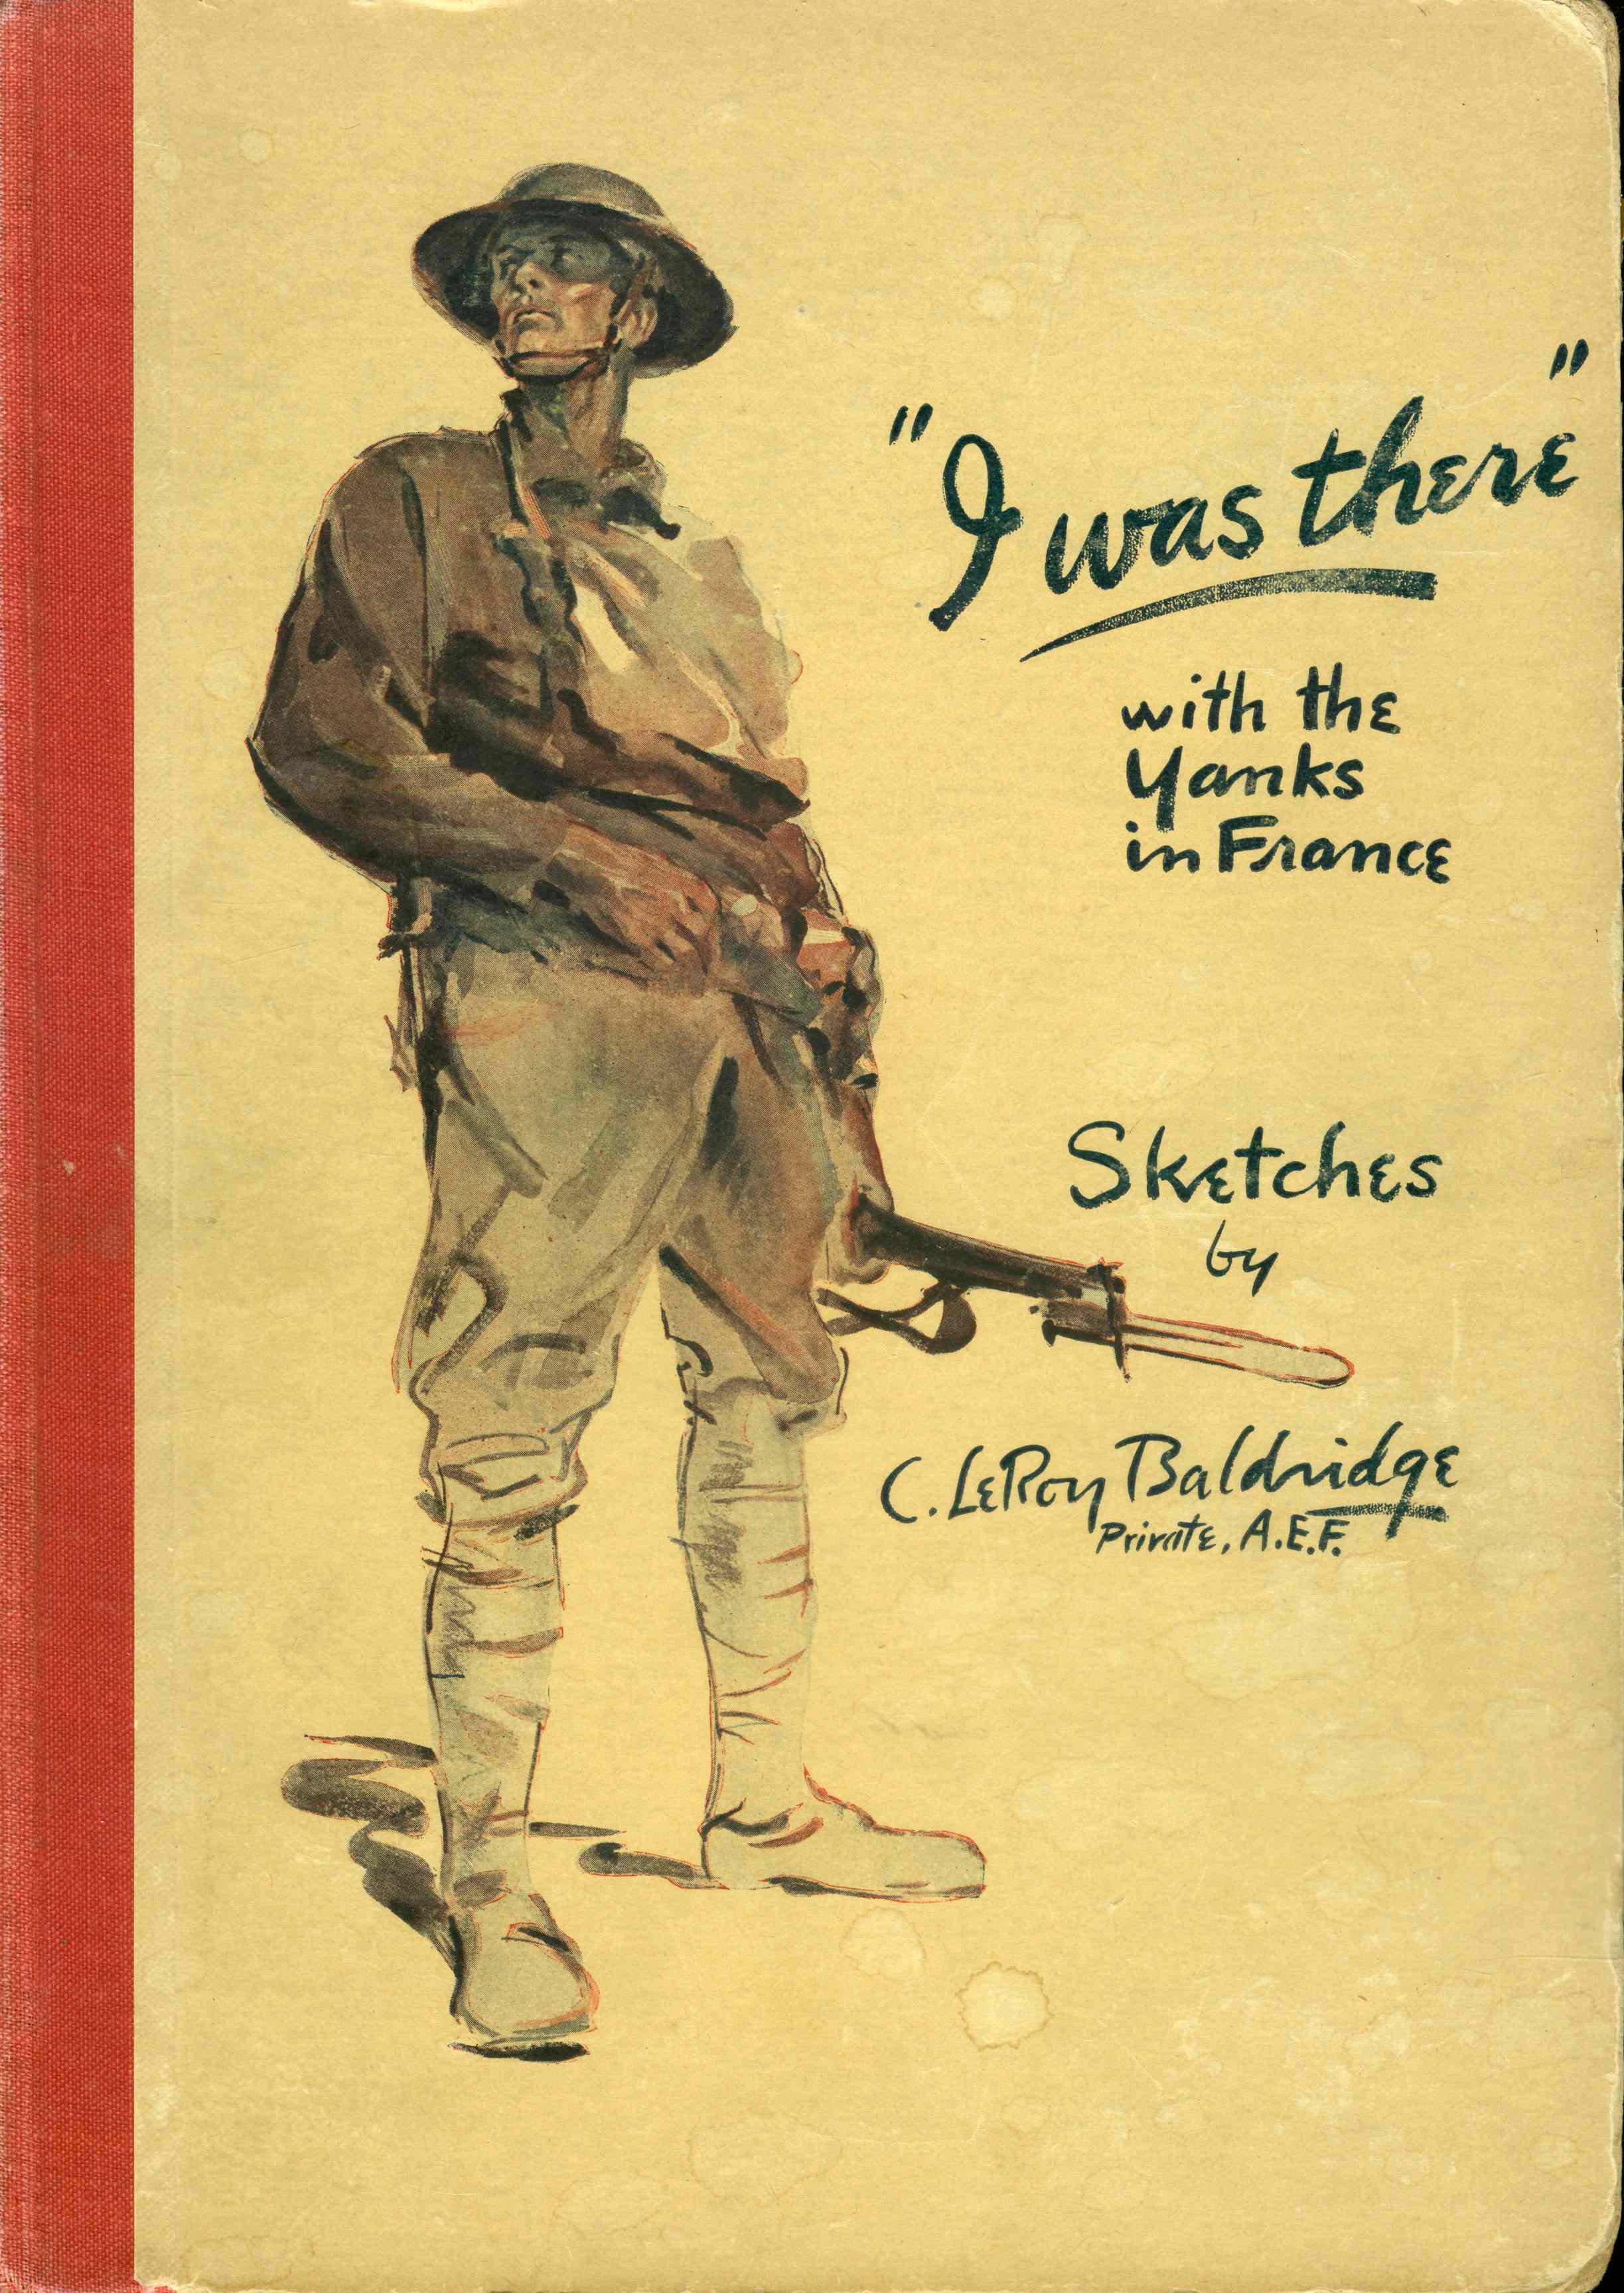 "I was there"
with the
Yanks
in France
Sketches
by
C. LeRoy Baldridge
Private, A.E.F.